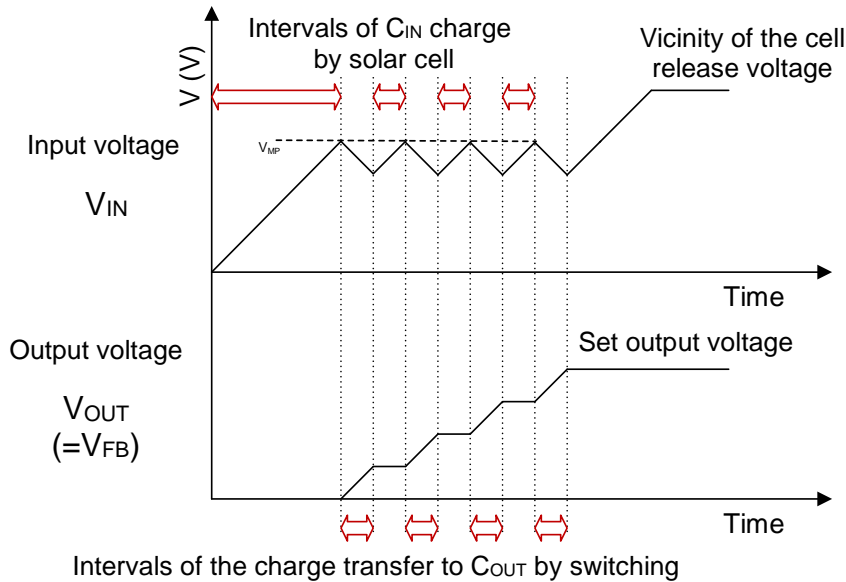 Intervals of CIN charge
by solar cell
Vicinity of the cell
release voltage
V (V)
Input voltage
VMP
VIN
Time
Output voltage
Set output voltage
VOUT
(=VFB)
Time
Intervals of the charge transfer to COUT by switching